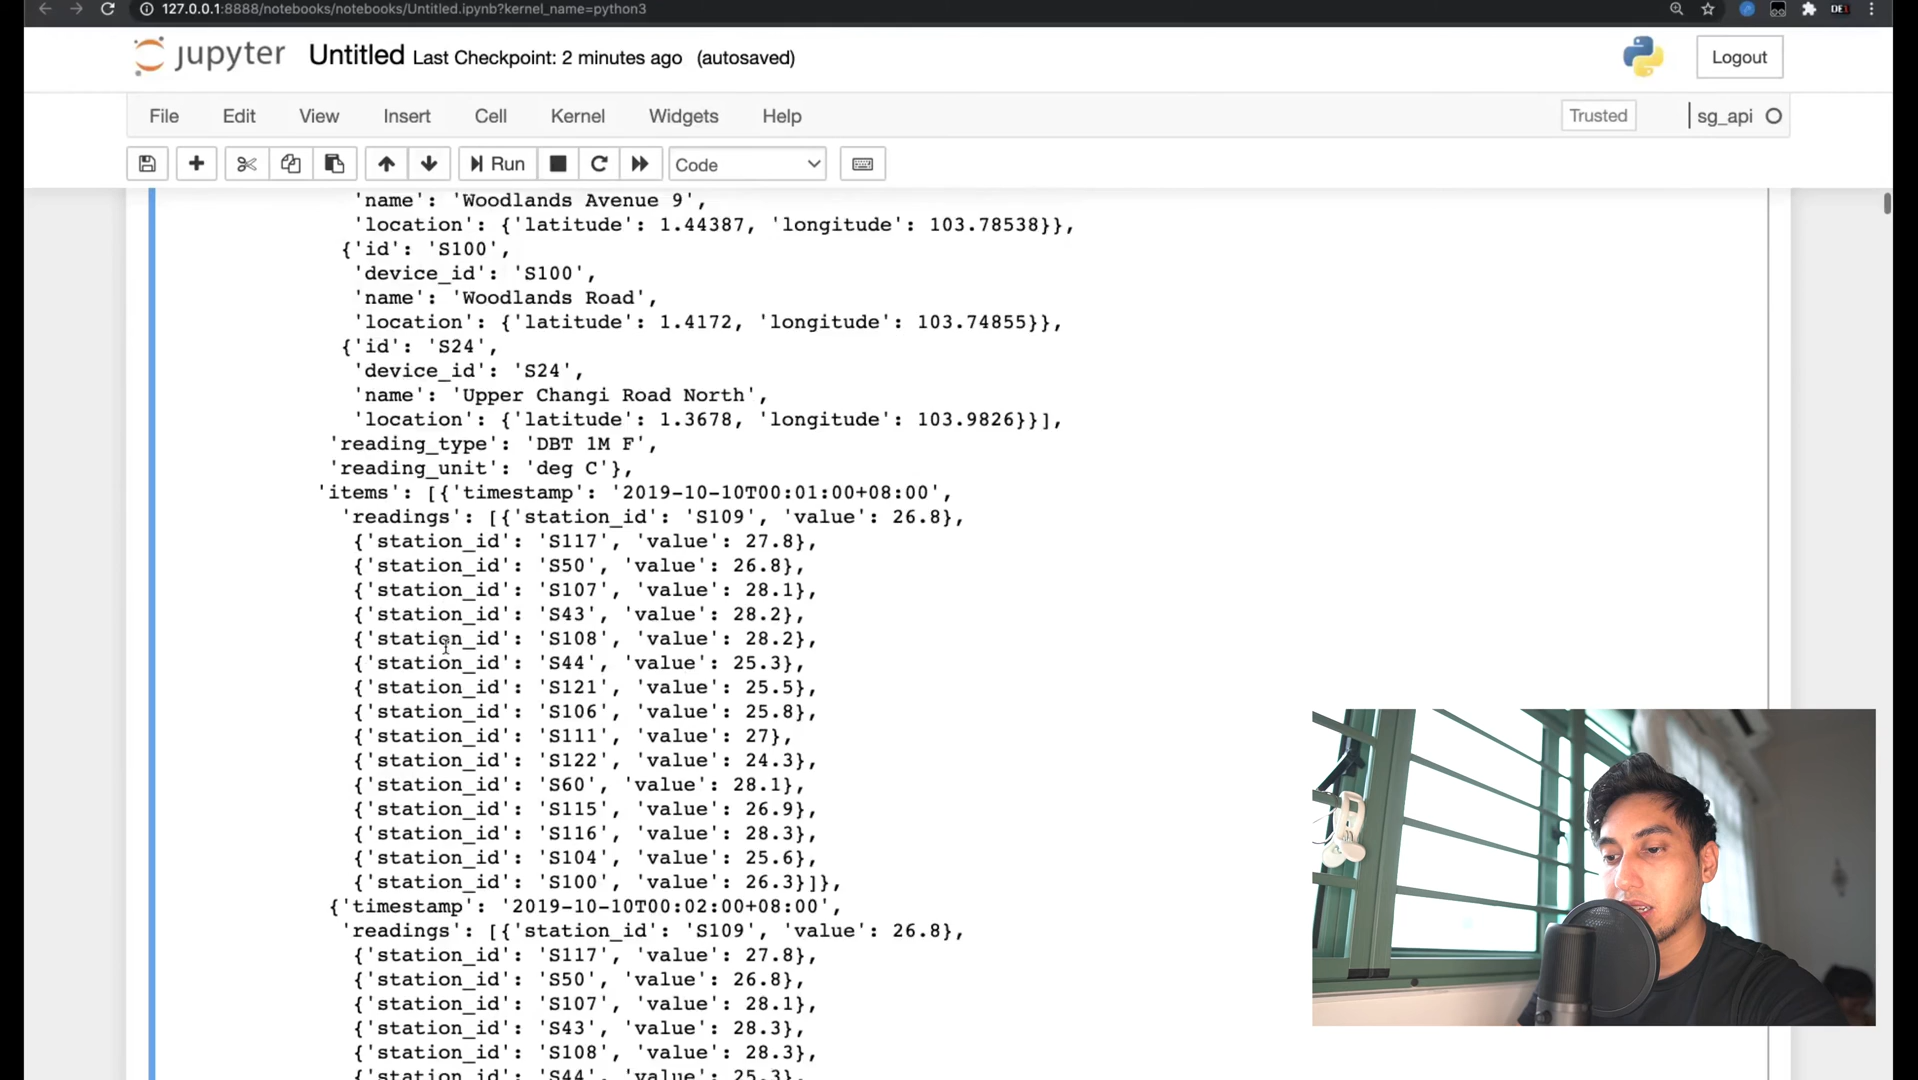 127.0.0.1:8888/notebooks/notebooks/Untitled.ipynb?kernel_name=python3
DE
jupyter Untitled Last Checkpoint: 2 minutes ago (autosaved)
Logout
File Edit View Insert Cell Kernel Widgets Help
Trusted
sg_api
Run
Code
'name': 'Woodlands Avenue 9',
'location': {'latitude': 1.44387, 'longitude': 103.78538}},
{'id': 'S100',
'device_id': 'S100',
'name': 'Woodlands Road',
'location': {'latitude': 1.4172, 'longitude': 103.74855}},
{'id': 'S24',
'device_id': 'S24',
'name': 'Upper Changi Road North',
'location': {'latitude': 1.3678, 'longitude': 103.9826}}],
'reading_type': 'DBT 1M F',
'reading_unit': 'deg C'},
'items': [{'timestamp': '2019-10-10T00:01:00+08:00',
'readings': [{'station_id': 'S109', 'value': 26.8},
{'station_id': 'S117', 'value': 27.8},
{'station_id': 'S50', 'value': 26.8},
{'station_id': 'S107', 'value': 28.1},
{'station_id': 'S43', 'value': 28.2},
{'station_id': 'S108', 'value': 28.2},
{'station_id': 'S44', 'value': 25.3},
{'station_id': 'S121', 'value': 25.5},
{'station_id': 'S106', 'value': 25.8},
{'station_id': 'S111', 'value': 27},
{'station_id': 'S122', 'value': 24.3},
{'station_id': 'S60', 'value': 28.1},
{'station_id': 'S115', 'value': 26.9},
{'station_id': 'S116', 'value': 28.3},
{'station_id': 'S104', 'value': 25.6},
{'station_id': 'S100', 'value': 26.3}]},
{'timestamp': '2019-10-10T00:02:00+08:00',
'readings': [{'station_id': 'S109', 'value': 26.8},
{'station_id': 'S117', 'value': 27.8},
{'station_id': 'S50', 'value': 26.8},
{'station_id': 'S107', 'value': 28.1},
{'station_id': 'S43', 'value': 28.3},
{'station_id': 'S108', 'value': 28.3},
{'station_id': 'S44', 'value': 25.3},